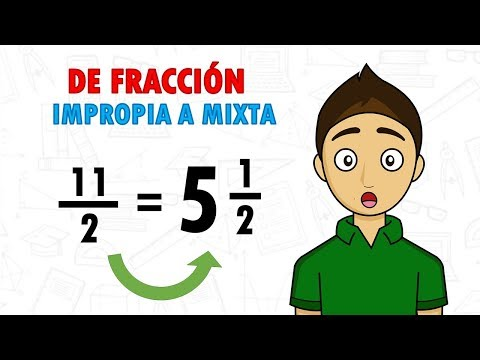 DE FRACCIÓN
IMPROPIA A MIXTA
11/2 = 5 1/2